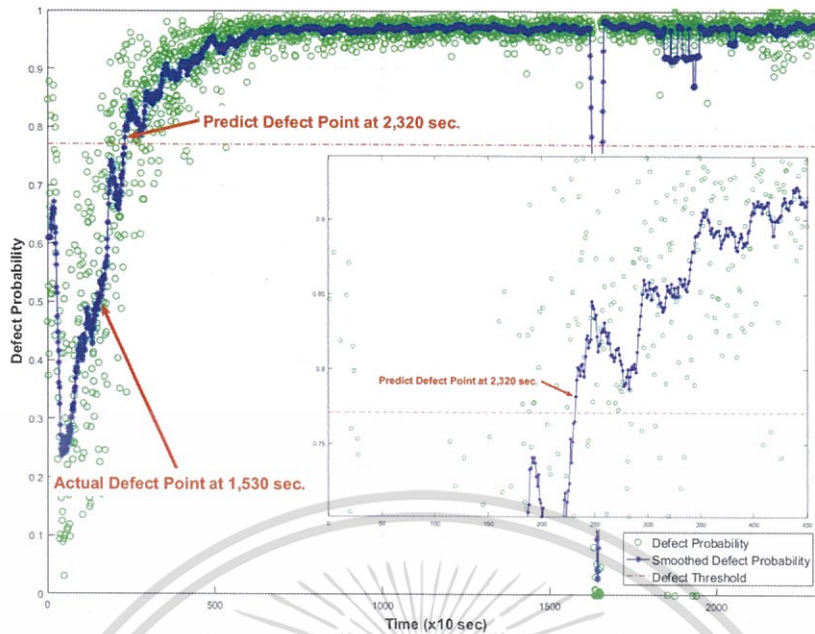 1
0.9
0.8
0.7
0.6
0.5
0.4
0.3
0.2
0.1
0
Defect Probability
Predict Defect Point at 2,320 sec.
Actual Defect Point at 1,530 sec.
0.9
0.85
0.8
0.75
Predict Defect Point at 2,320 sec.
0 50 100 150 200 250 300 350 400 450
Defect Probability
Smoothed Defect Probability
Defect Threshold
0 500 1000 1500 2000
Time (x10 sec)